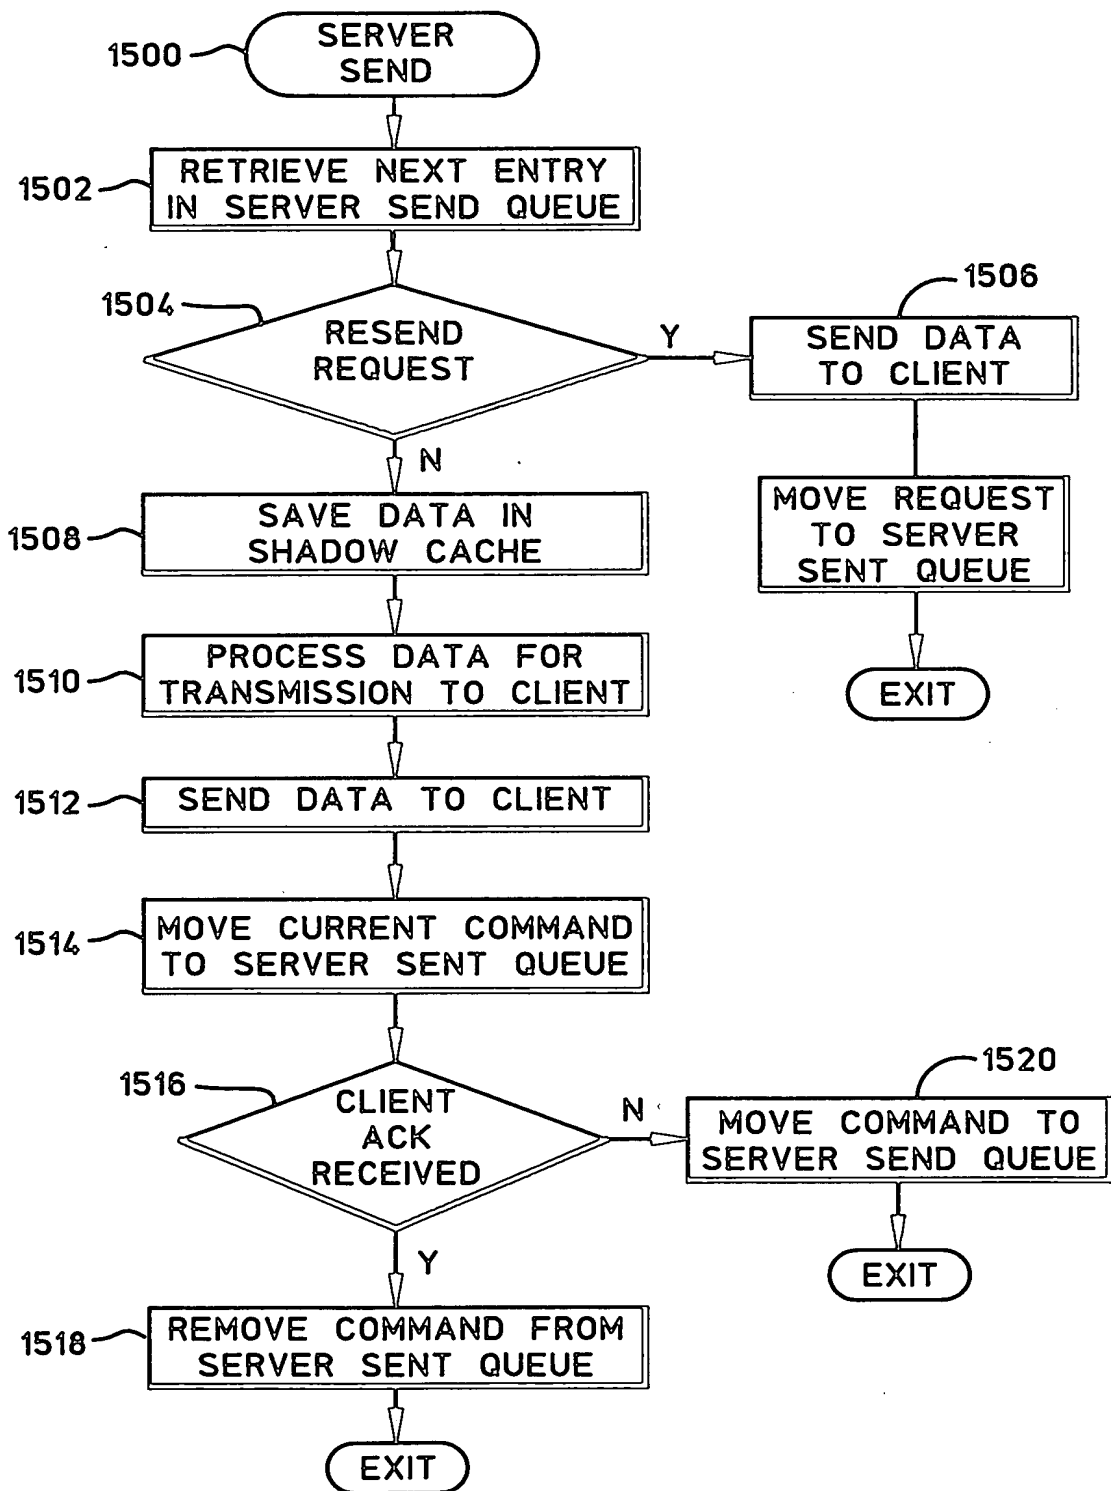 1500
SERVER
SEND
1502
RETRIEVE NEXT ENTRY
IN SERVER SEND QUEUE
1504
RESEND
REQUEST
Y
1506
SEND DATA
TO CLIENT
MOVE REQUEST
TO SERVER
SENT QUEUE
EXIT
N
1508
SAVE DATA IN
SHADOW CACHE
1510
PROCESS DATA FOR
TRANSMISSION TO CLIENT
1512
SEND DATA TO CLIENT
1514
MOVE CURRENT COMMAND
TO SERVER SENT QUEUE
1516
CLIENT
ACK
RECEIVED
N
1520
MOVE COMMAND TO
SERVER SEND QUEUE
EXIT
Y
1518
REMOVE COMMAND FROM
SERVER SENT QUEUE
EXIT